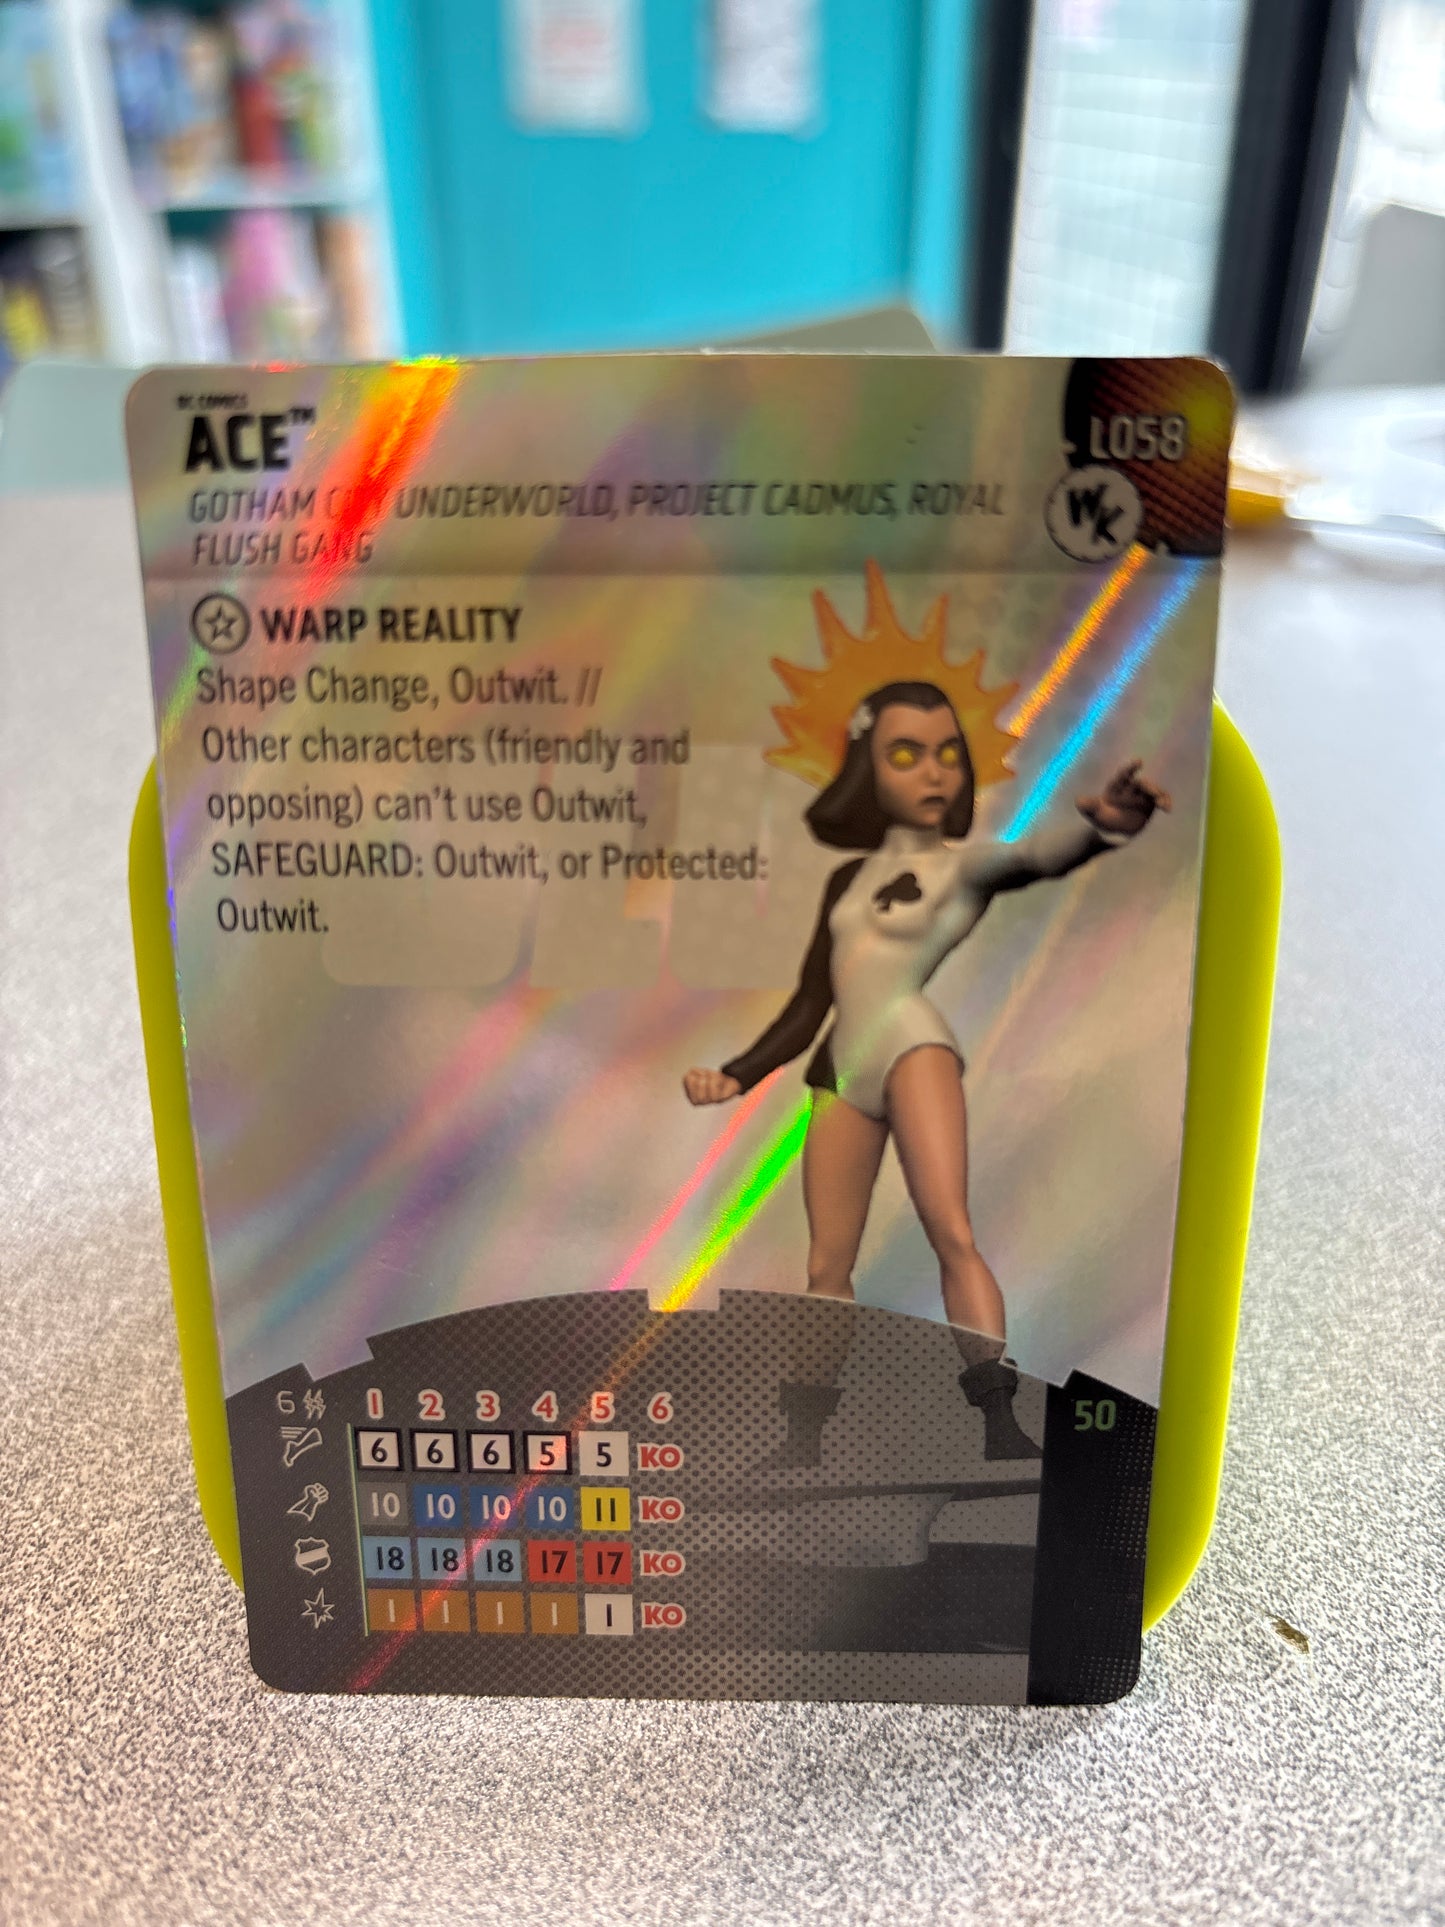 DC COMICS
ACE™
L058
GOTHAM CITY UNDERWORLD, PROJECT CADMUS, ROYAL
FLUSH GANG
WK
WARP REALITY
Shape Change, Outwit. //
Other characters (friendly and
opposing) can't use Outwit,
SAFEGUARD: Outwit, or Protected:
Outwit.
6 1 2 3 4 5 6
6 6 6 5 5 KO
10 10 10 10 11 KO
18 18 18 17 17 KO
1 1 1 1 1 KO
50